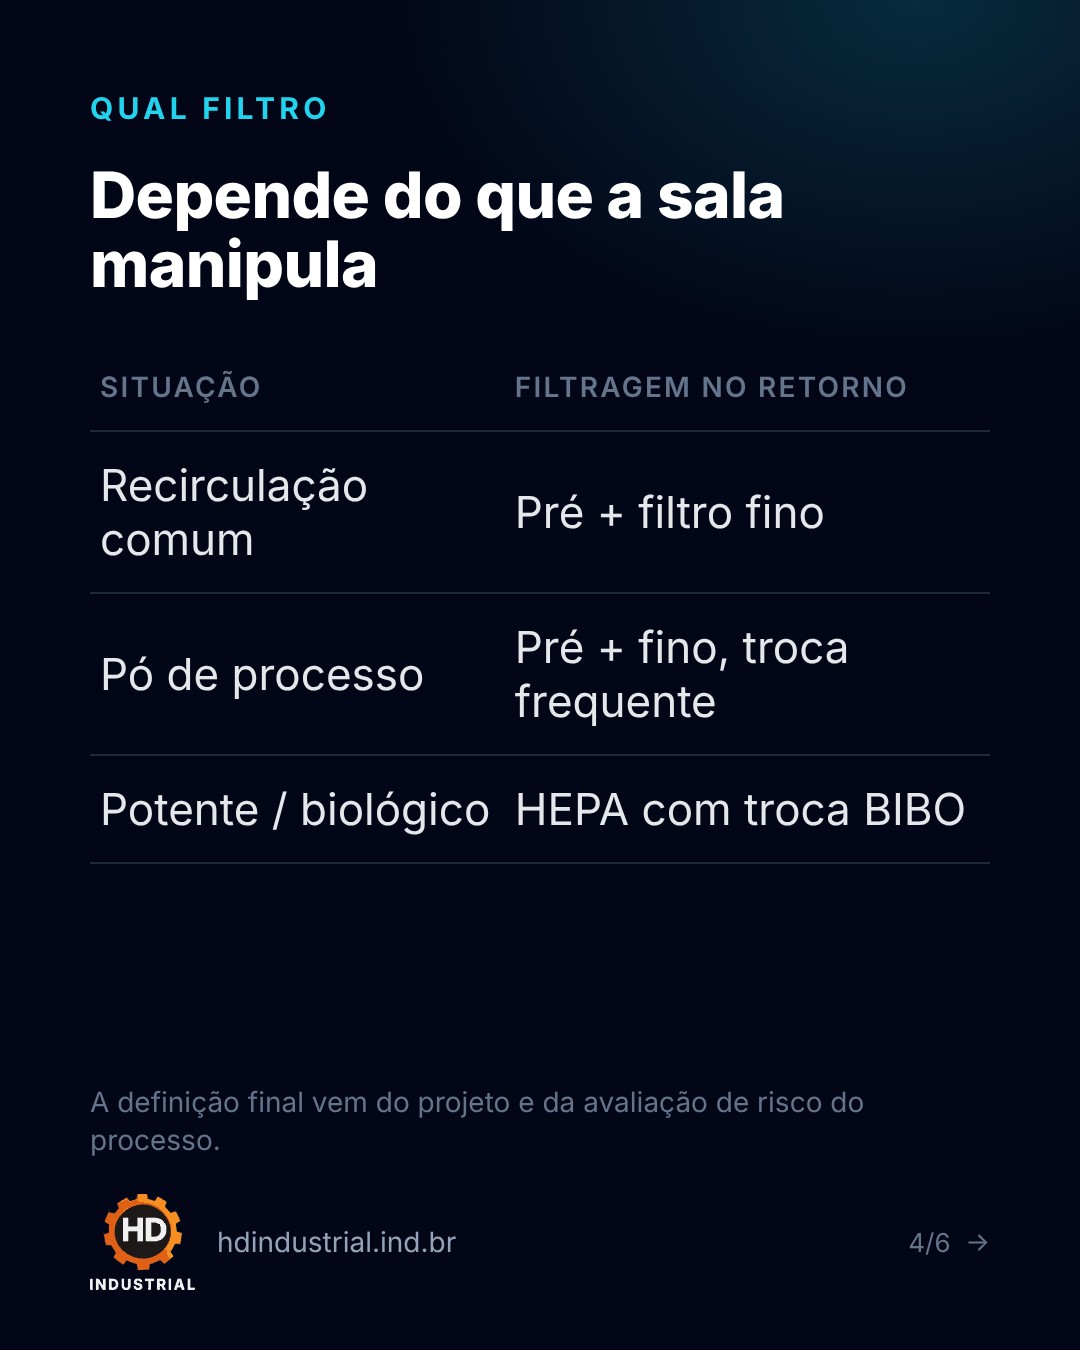 QUAL FILTRO
Depende do que a sala
manipula
SITUAÇÃO FILTRAGEM NO RETORNO
Recirculação
comum
Pré + filtro fino
Pó de processo
Pré + fino, troca
frequente
Potente / biológico HEPA com troca BIBO
A definição final vem do projeto e da avaliação de risco do
processo.
HD
INDUSTRIAL
hdindustrial.ind.br
4/6 →